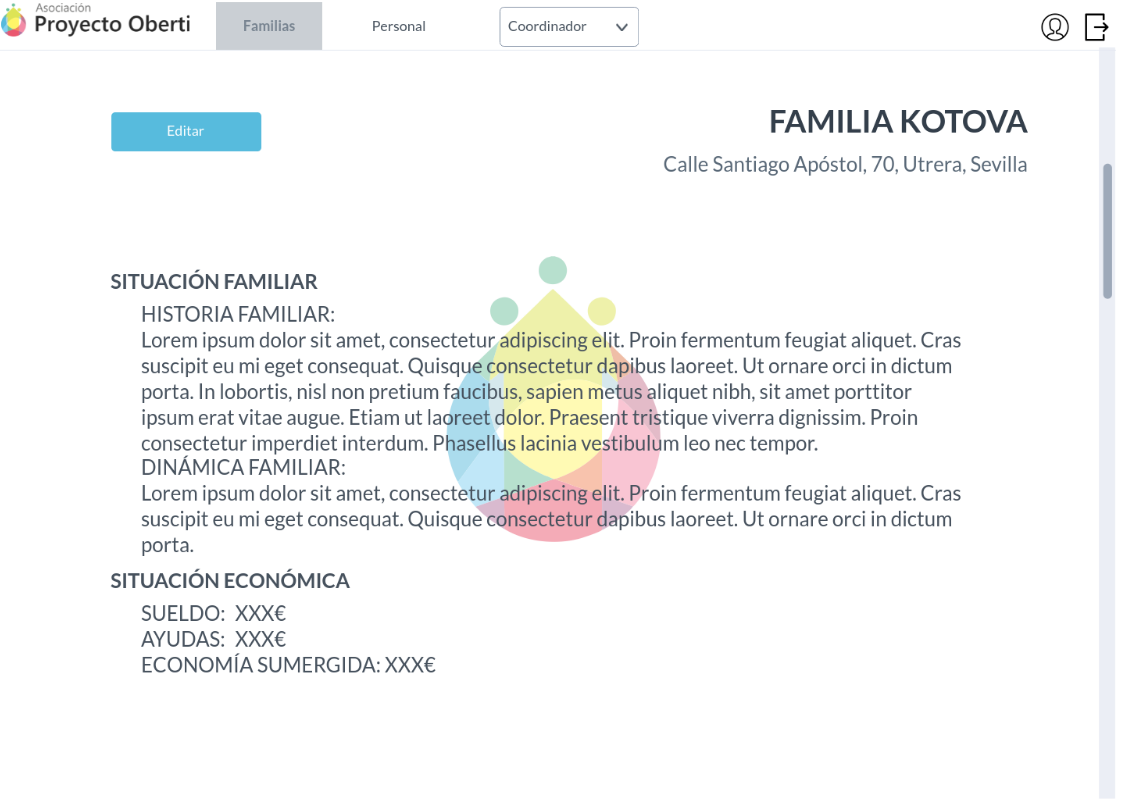 Asociación
Proyecto Oberti
Familias
Personal
Coordinador
Editar
FAMILIA KOTOVA
Calle Santiago Apóstol, 70, Utrera, Sevilla
SITUACIÓN FAMILIAR
HISTORIA FAMILIAR:
Lorem ipsum dolor sit amet, consectetur adipiscing elit. Proin fermentum feugiat aliquet. Cras
suscipit eu mi eget consequat. Quisque consectetur dapibus laoreet. Ut ornare orci in dictum
porta. In lobortis, nisl non pretium faucibus, sapien metus aliquet nibh, sit amet porttitor
ipsum erat vitae augue. Etiam ut laoreet dolor. Praesent tristique viverra dignissim. Proin
consectetur imperdiet interdum. Phasellus lacinia vestibulum leo nec tempor.
DINÁMICA FAMILIAR:
Lorem ipsum dolor sit amet, consectetur adipiscing elit. Proin fermentum feugiat aliquet. Cras
suscipit eu mi eget consequat. Quisque consectetur dapibus laoreet. Ut ornare orci in dictum
porta.
SITUACIÓN ECONÓMICA
SUELDO: XXX€
AYUDAS: XXX€
ECONOMÍA SUMERGIDA: XXX€